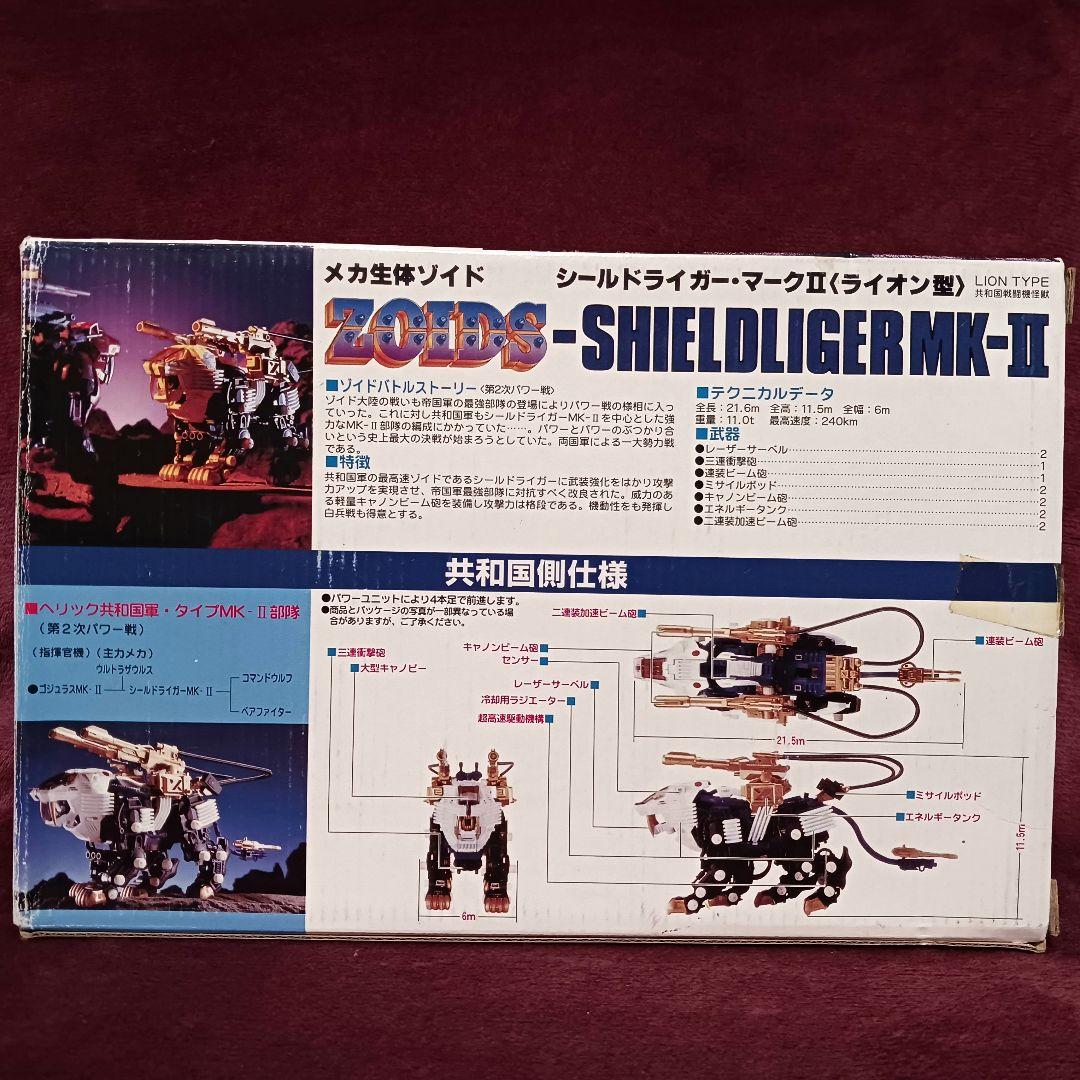 メカ生体ゾイド シールドライガー・マークII〈ライオン型〉 LION TYPE
共和国戦闘機怪獣
ZOIDS-SHIELDLIGERMK-II
■ゾイドバトルストーリー〈第2次パワー戦〉
ゾイド大陸の戦いも帝国軍の最強部隊の登場によりパワー戦の様相に入っ
ていった。これに対し共和国軍もシールドライガーMK-IIを中心とした強
力なMK-II部隊の編成にかかっていた……。パワーとパワーのぶつかり合
いという史上最大の決戦が始まろうとしていた。両国軍による一大勢力戦
である。
■特徴
共和国軍の最高速ゾイドであるシールドライガーに武装強化をはかり攻撃
力アップを実現させ、帝国軍最強部隊に対抗すべく改良された。威力のあ
る軽量キャノンビーム砲を装備し攻撃力は格段である。機動性をも発揮し
白兵戦も得意とする。
■テクニカルデータ
全長：21.6m 全高：11.5m 全幅：6m
重量：11.0t 最高速度：240km
■武器
●レーザーサーベル 2
●三連衝撃砲 1
●連装ビーム砲 1
●ミサイルポッド 2
●キャノンビーム砲 2
●エネルギータンク 2
●二連装加速ビーム砲 2
共和国側仕様
■ヘリック共和国軍・タイプMK-II部隊
（第2次パワー戦）
（指揮官機）（主力メカ）
ウルトラザウルス
●ゴジュラスMK-II シールドライガーMK-II
コマンドウルフ
ベアファイター
●パワーユニットにより4本足で前進します。
●商品とパッケージの写真が一部異なっている場
合がありますが、ご了承ください。
■三連衝撃砲
■大型キャノピー
二連装加速ビーム砲■
キャノンビーム砲■
センサー■
レーザーサーベル■
冷却用ラジエーター■
超高速駆動機構■
■連装ビーム砲
21.5m
■ミサイルポッド
■エネルギータンク
11.5m
6m